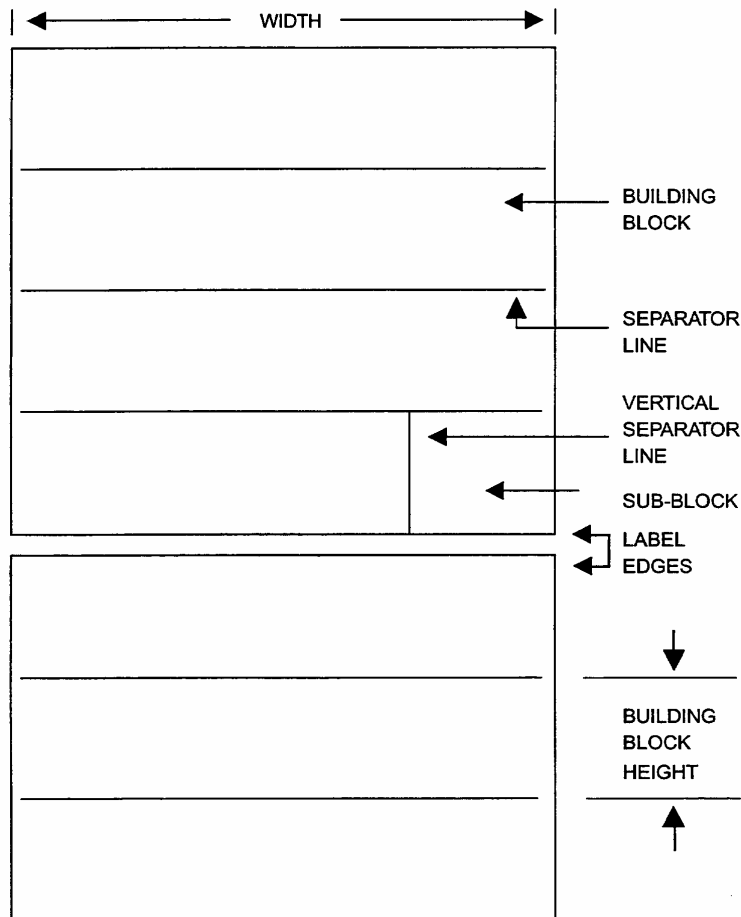 WIDTH
BUILDING
BLOCK
SEPARATOR
LINE
VERTICAL
SEPARATOR
LINE
SUB-BLOCK
LABEL
EDGES
BUILDING
BLOCK
HEIGHT